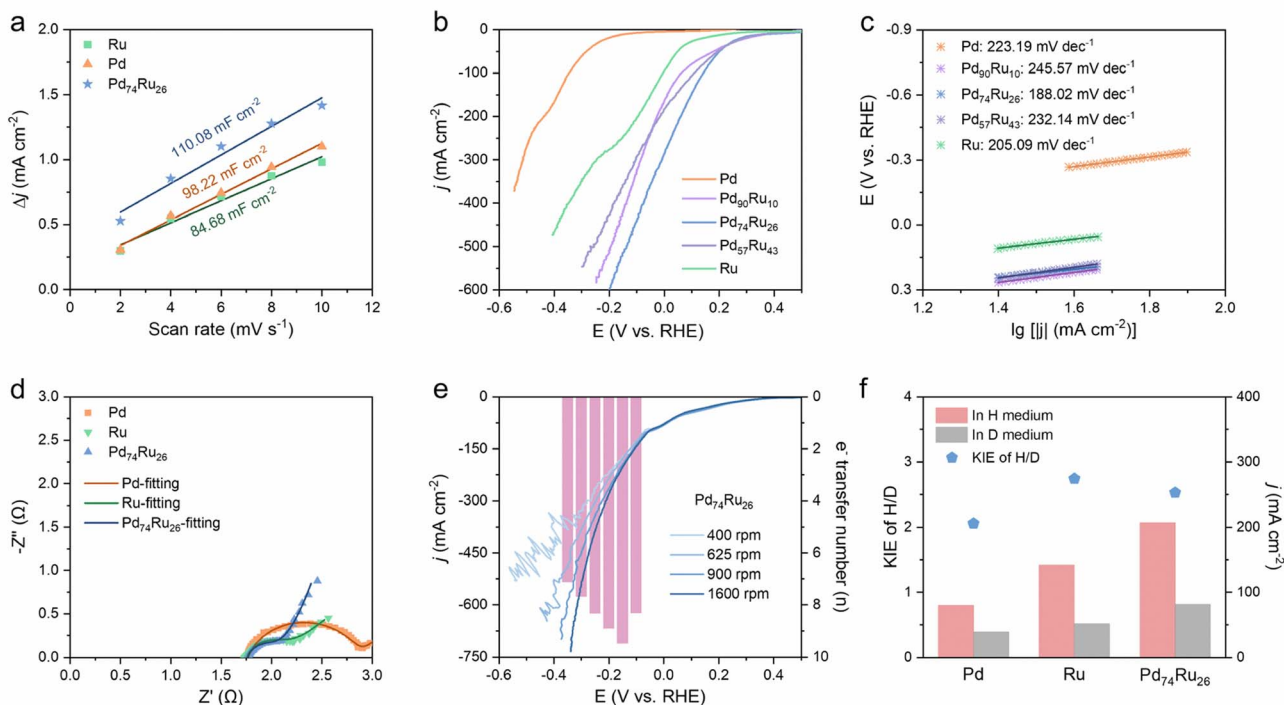 a
2.0
1.5
1.0
0.5
0.0
Δj (mA cm-2)
Ru
Pd
Pd74Ru26
110.08 mF cm-2
98.22 mF cm-2
84.68 mF cm-2
0 2 4 6 8 10 12
Scan rate (mV s-1)
b
0
-100
-200
-300
-400
-500
-600
j (mA cm-2)
Pd
Pd90Ru10
Pd74Ru26
Pd57Ru43
Ru
-0.6 -0.4 -0.2 0.0 0.2 0.4
E (V vs. RHE)
c
-0.9
-0.6
-0.3
0.0
0.3
E (V vs. RHE)
Pd: 223.19 mV dec-1
Pd90Ru10: 245.57 mV dec-1
Pd74Ru26: 188.02 mV dec-1
Pd57Ru43: 232.14 mV dec-1
Ru: 205.09 mV dec-1
1.2 1.4 1.6 1.8 2.0
lg [|j| (mA cm-2)]
d
3.0
2.5
2.0
1.5
1.0
0.5
0.0
-Z'' (Ω)
Pd
Ru
Pd74Ru26
Pd-fitting
Ru-fitting
Pd74Ru26-fitting
0.0 0.5 1.0 1.5 2.0 2.5 3.0
Z' (Ω)
e
0
-150
-300
-450
-600
-750
j (mA cm-2)
Pd74Ru26
400 rpm
625 rpm
900 rpm
1600 rpm
0
2
4
6
8
10
e- transfer number (n)
-0.6 -0.4 -0.2 0.0 0.2 0.4
E (V vs. RHE)
f
4
3
2
1
0
KIE of H/D
In H medium
In D medium
KIE of H/D
400
300
200
100
0
j (mA cm-2)
Pd Ru Pd74Ru26